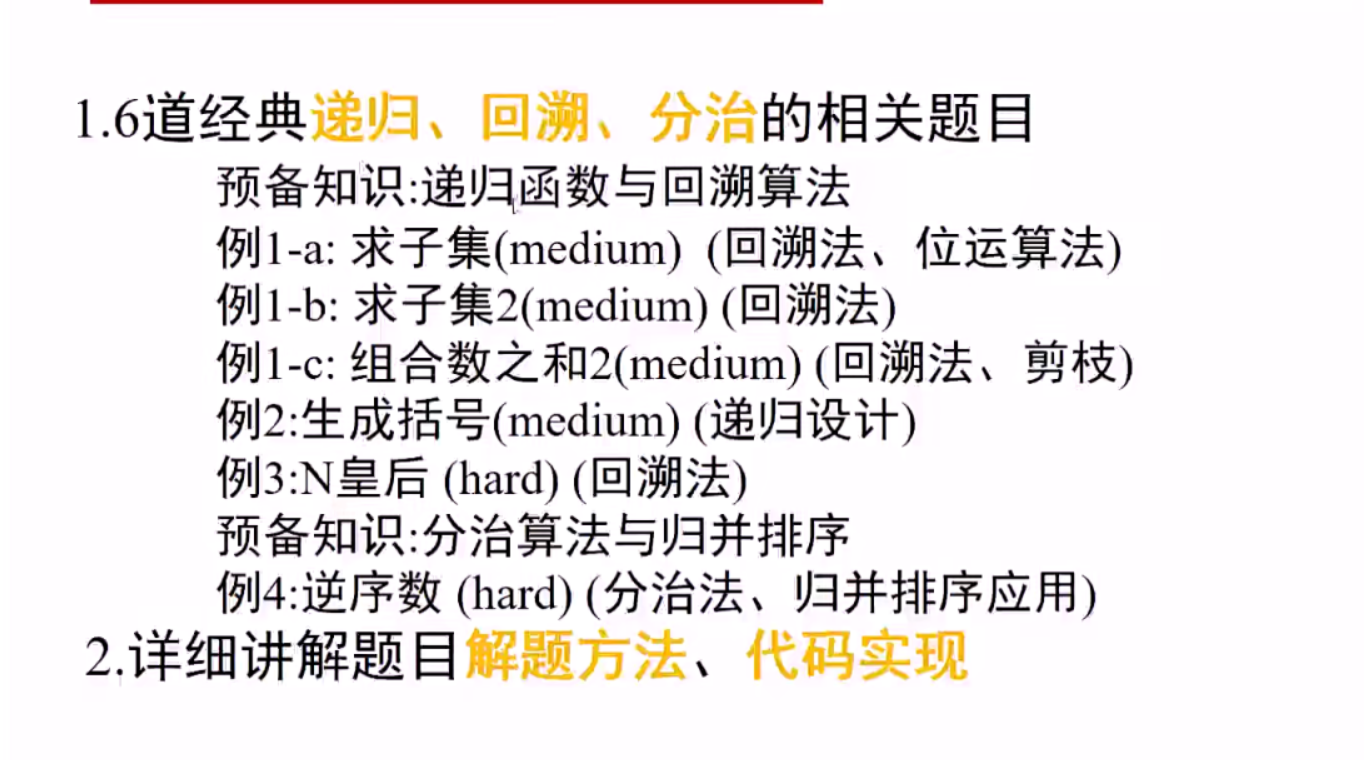 1.6道经典递归、回溯、分治的相关题目
预备知识:递归函数与回溯算法
例1-a: 求子集(medium) (回溯法、位运算法)
例1-b: 求子集2(medium) (回溯法)
例1-c: 组合数之和2(medium) (回溯法、剪枝)
例2:生成括号(medium) (递归设计)
例3:N皇后 (hard) (回溯法)
预备知识:分治算法与归并排序
例4:逆序数 (hard) (分治法、归并排序应用)
2.详细讲解题目解题方法、代码实现